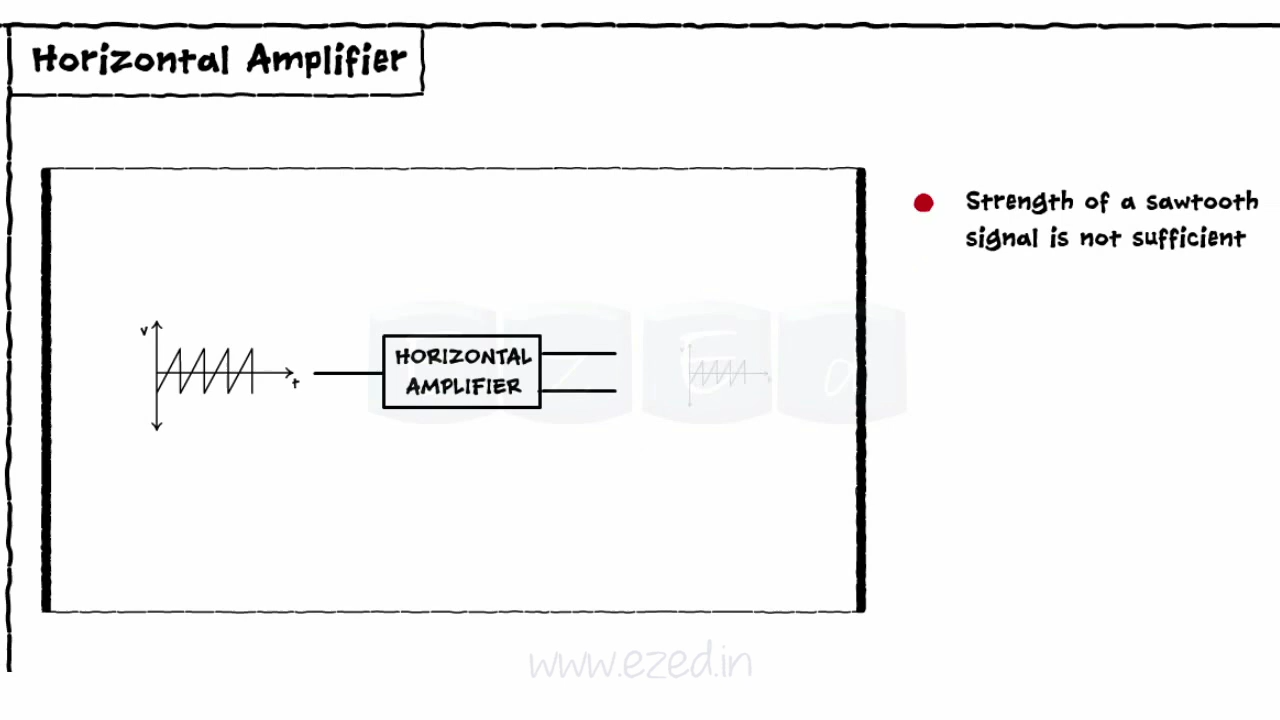 Horizontal Amplifier
Strength of a sawtooth
signal is not sufficient
V
t
HORIZONTAL
AMPLIFIER
www.ezed.in